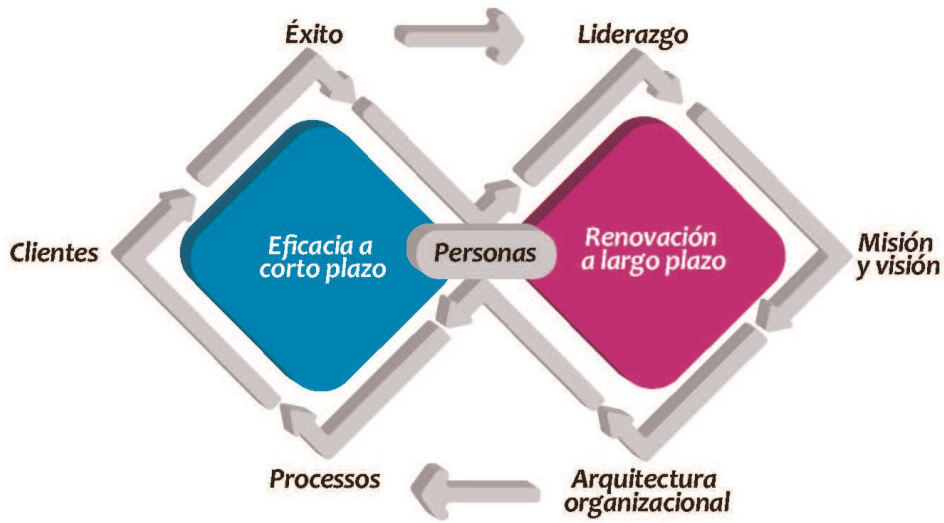 Éxito
Liderazgo
Clientes
Eficacia a
corto plazo
Personas
Renovación
a largo plazo
Misión
y visión
Processos
Arquitectura
organizacional